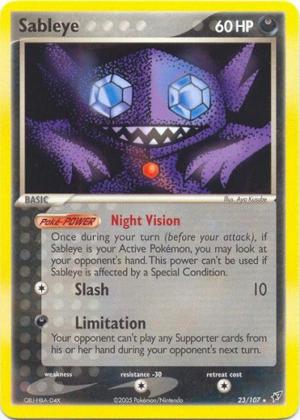 Sableye 60 HP
BASIC Illus. Aya Kusube
Poké-POWER Night Vision
Once during your turn (before your attack), if
Sableye is your Active Pokémon, you may look at
your opponent's hand. This power can't be used if
Sableye is affected by a Special Condition.
Slash 10
Limitation
Your opponent can't play any Supporter cards from
his or her hand during your opponent's next turn.
weakness resistance -30 retreat cost
©2005 Pokémon/Nintendo 23/107